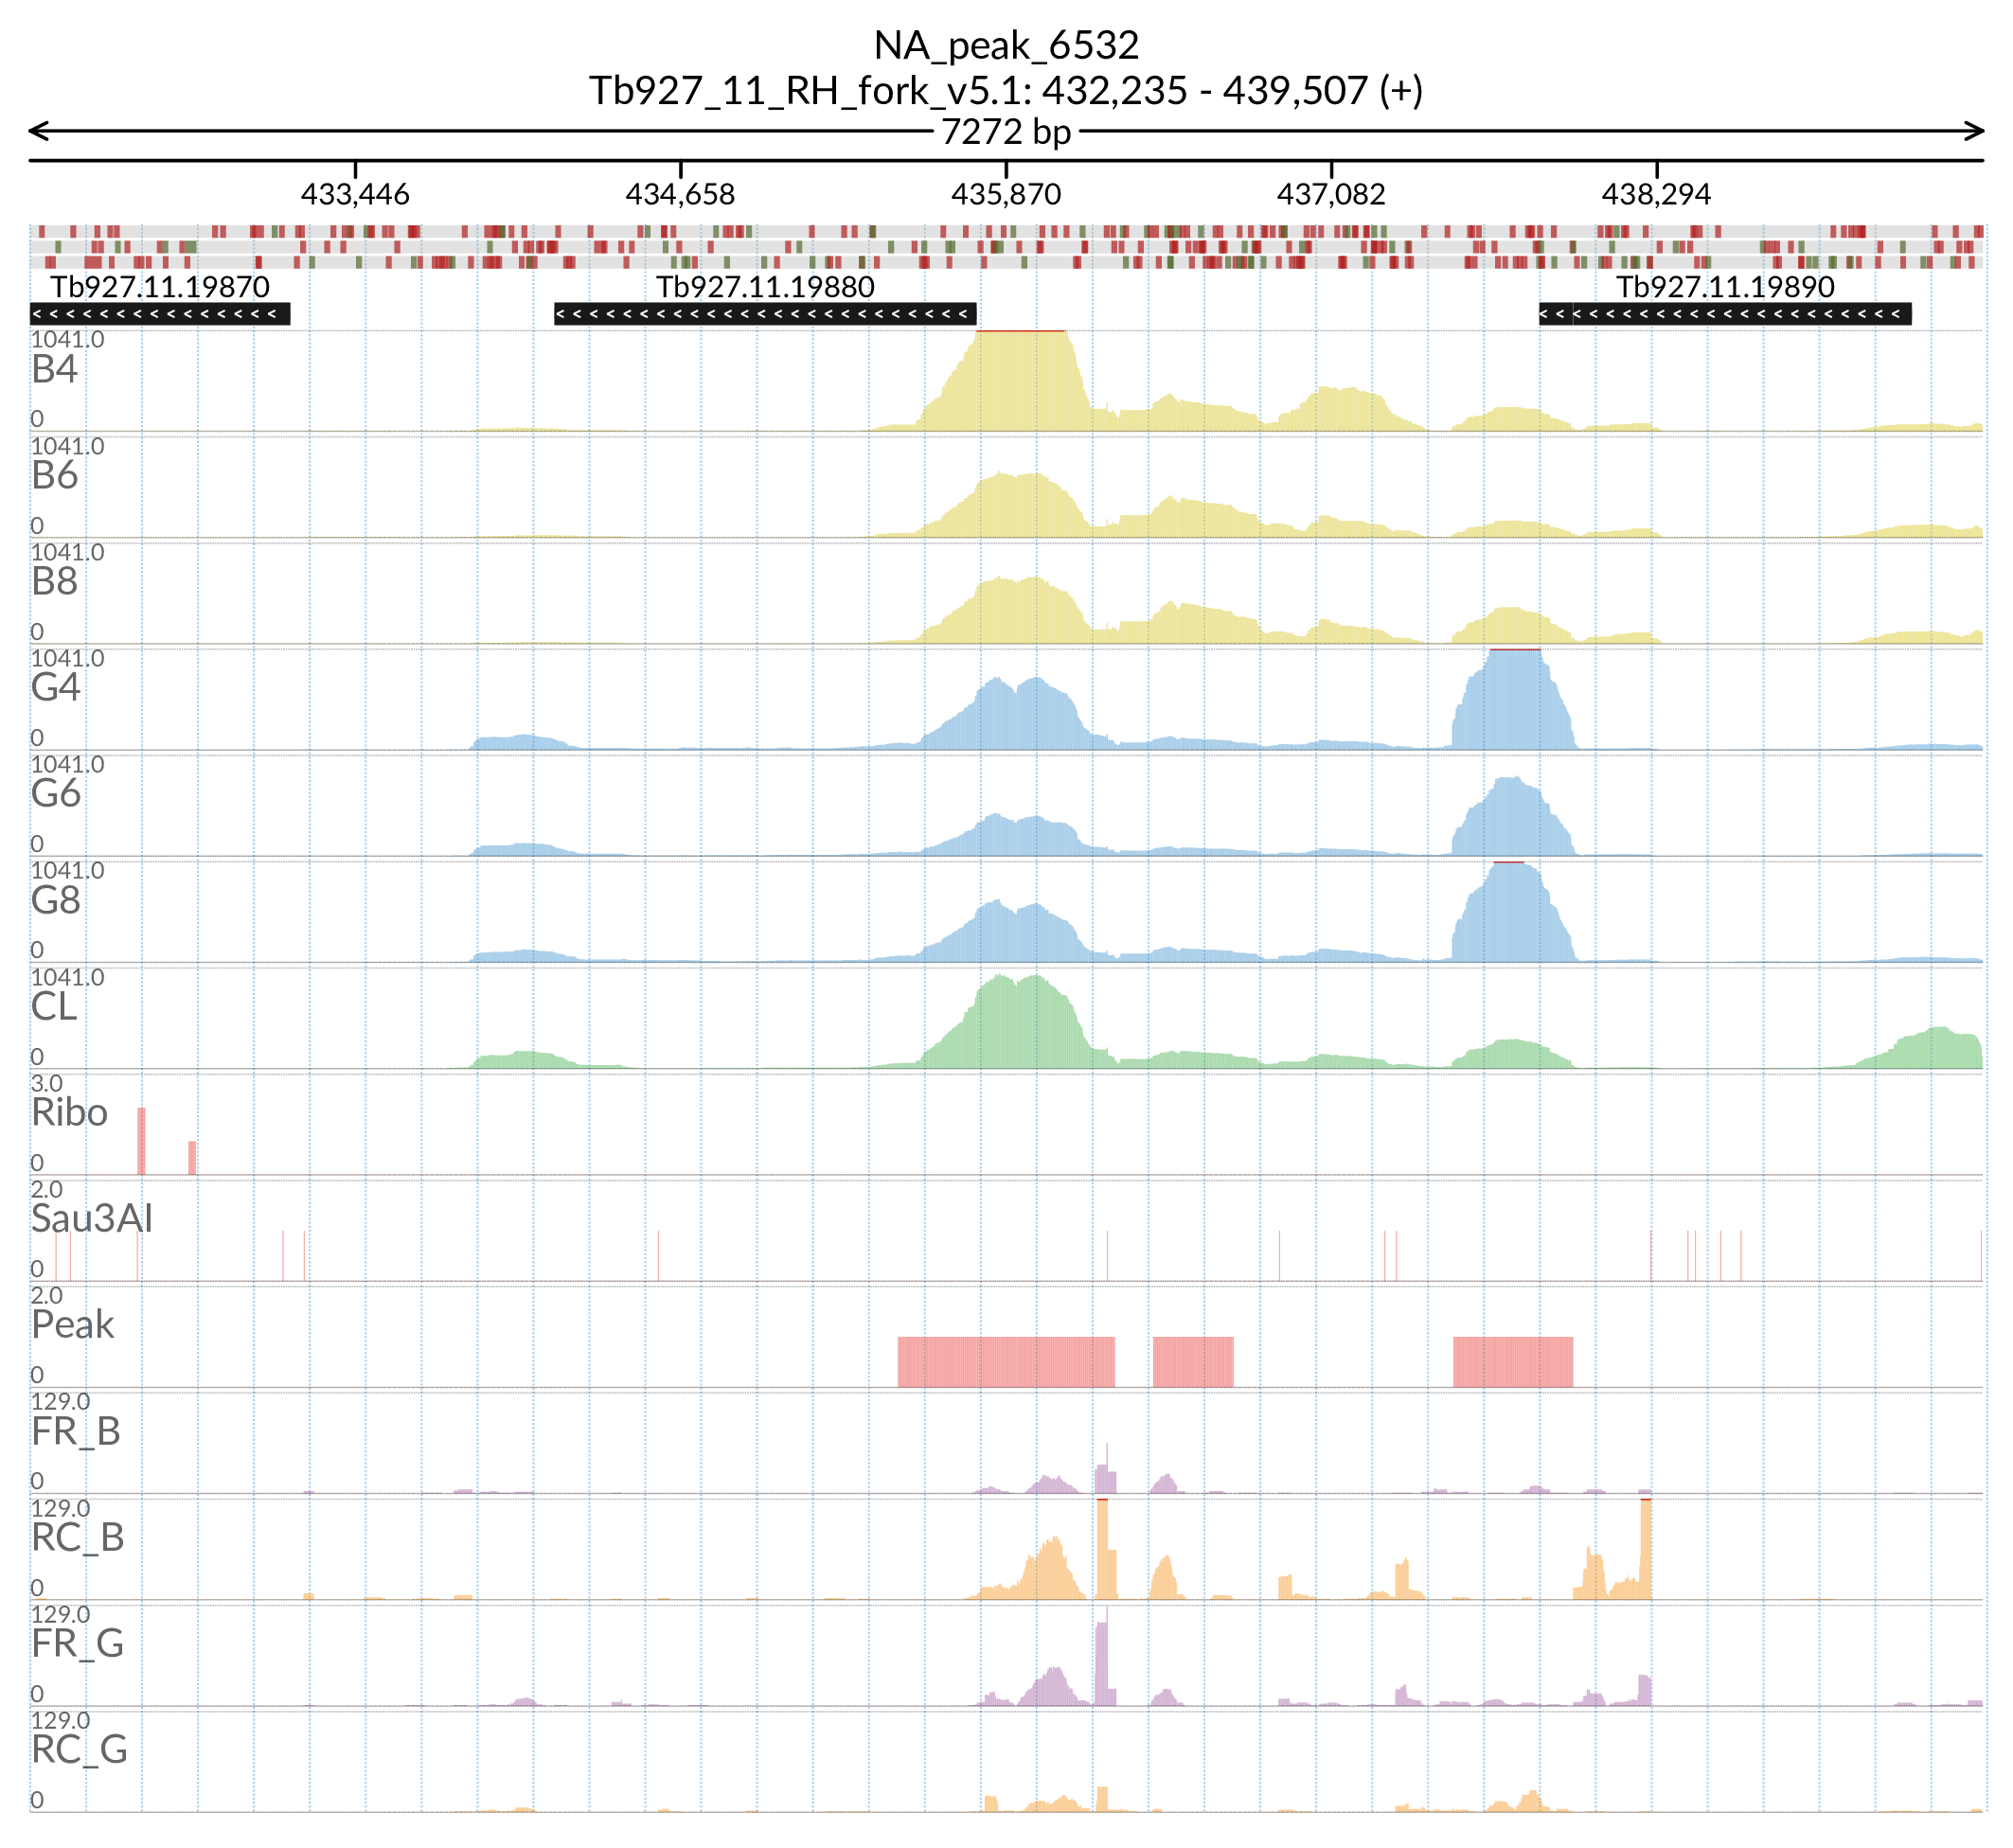 NA_peak_6532
Tb927_11_RH_fork_v5.1: 432,235 - 439,507 (+)
7272 bp
433,446 434,658 435,870 437,082 438,294
Tb927.11.19870 Tb927.11.19880 Tb927.11.19890
1041.0
B4
0
1041.0
B6
0
1041.0
B8
0
1041.0
G4
0
1041.0
G6
0
1041.0
G8
0
1041.0
CL
0
3.0
Ribo
0
2.0
Sau3AI
0
2.0
Peak
0
129.0
FR_B
0
129.0
RC_B
0
129.0
FR_G
0
129.0
RC_G
0